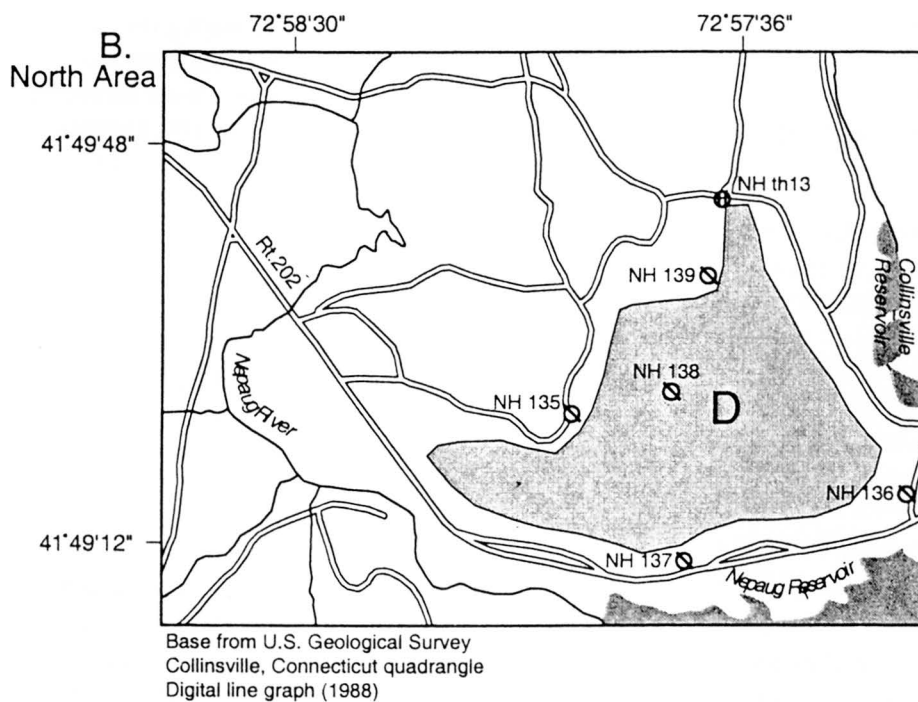 72°58'30"
72°57'36"
B.
North Area
41°49'48"
NH th13
Rt.202
NH 139
Collinsville
Reservoir
NH 138
Nepaug River
NH 135
D
NH 136
41°49'12"
NH 137
Nepaug Reservoir
Base from U.S. Geological Survey
Collinsville, Connecticut quadrangle
Digital line graph (1988)